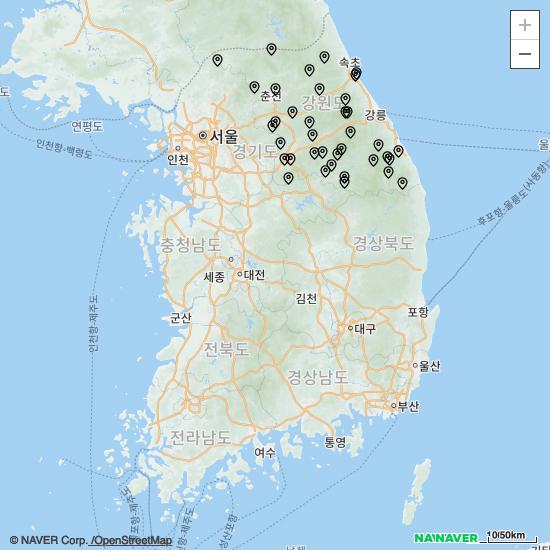 +
−
속초
춘천
강원도
강릉
연평도
서울
인천항-백령도
인천
경기도
후포항-울릉도(사동항)
충청남도
경상북도
세종
대전
인천항-제주도
김천
군산
포항
전북도
대구
경상남도
울산
부산
전라남도
여수
통영
© NAVER Corp. /OpenStreetMap
NAVER
10/50km